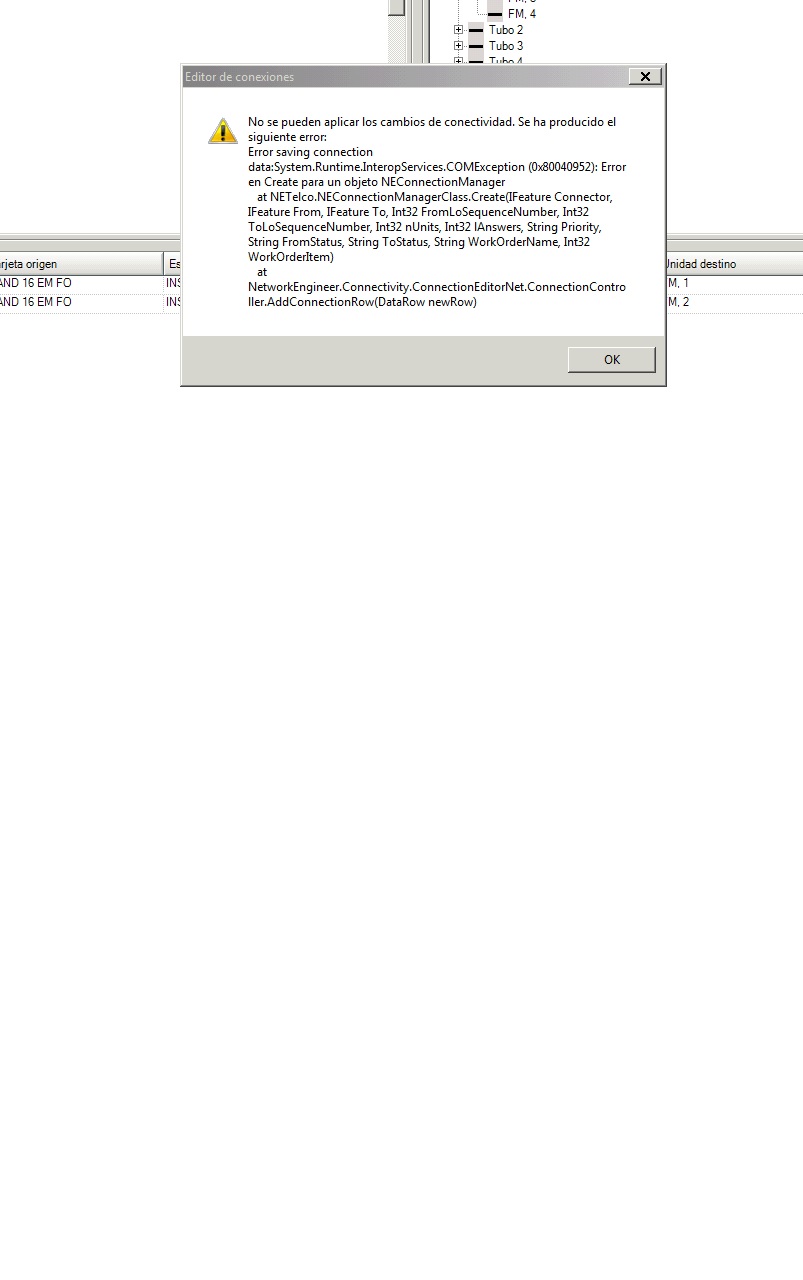 FM, 4
Tubo 2
Tubo 3
Tubo 4
Editor de conexiones
No se pueden aplicar los cambios de conectividad. Se ha producido el
siguiente error:
Error saving connection
data:System.Runtime.InteropServices.COMException (0x80040952): Error
en Create para un objeto NEConnectionManager
at NETelco.NEConnectionManagerClass.Create(IFeature Connector,
IFeature From, IFeature To, Int32 FromLoSequenceNumber, Int32
ToLoSequenceNumber, Int32 nUnits, Int32 lAnswers, String Priority,
String FromStatus, String ToStatus, String WorkOrderName, Int32
WorkOrderItem)
at
NetworkEngineer.Connectivity.ConnectionEditorNet.ConnectionContro
ller.AddConnectionRow(DataRow newRow)
OK
rjeta origen Es Unidad destino
AND 16 EM FO INS M, 1
AND 16 EM FO INS M, 2